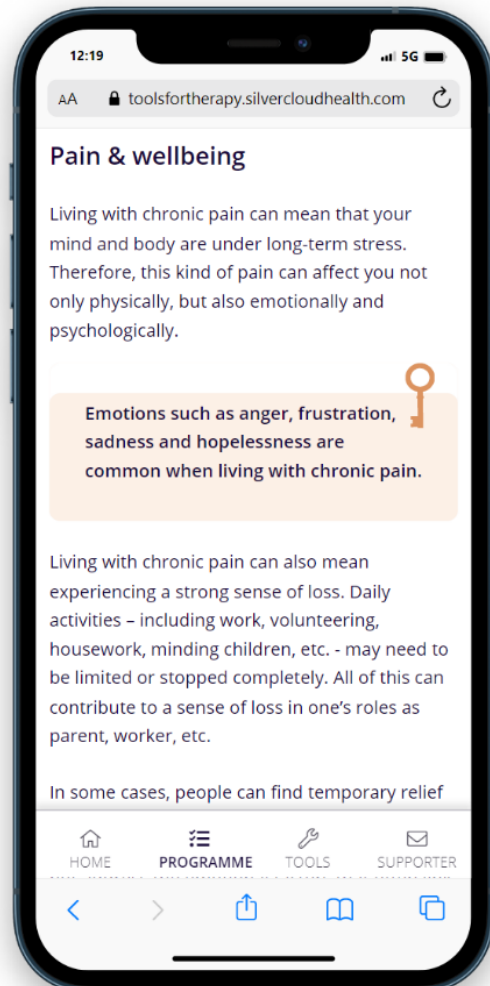 12:19
5G
AA toolsfortherapy.silvercloudhealth.com
Pain & wellbeing
Living with chronic pain can mean that your
mind and body are under long-term stress.
Therefore, this kind of pain can affect you not
only physically, but also emotionally and
psychologically.
Emotions such as anger, frustration,
sadness and hopelessness are
common when living with chronic pain.
Living with chronic pain can also mean
experiencing a strong sense of loss. Daily
activities – including work, volunteering,
housework, minding children, etc. - may need to
be limited or stopped completely. All of this can
contribute to a sense of loss in one's roles as
parent, worker, etc.
In some cases, people can find temporary relief
HOME PROGRAMME TOOLS SUPPORTER